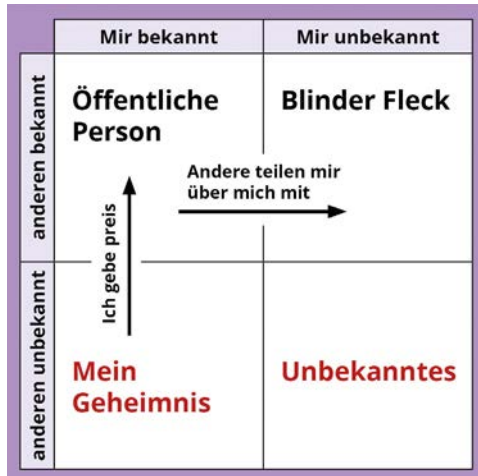 Mir bekannt
Mir unbekannt
anderen bekannt
Öffentliche
Person
Blinder Fleck
Andere teilen mir
über mich mit
Ich gebe preis
anderen unbekannt
Mein
Geheimnis
Unbekanntes